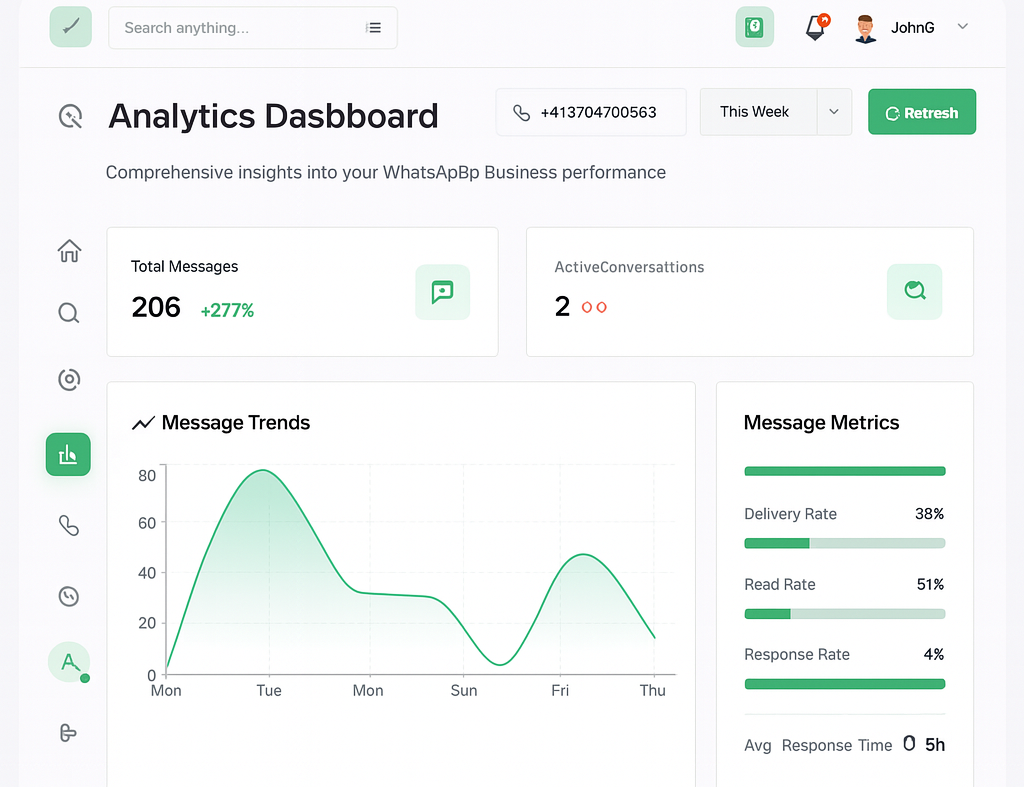 Search anything...
JohnG
Analytics Dasbboard
+413704700563
This Week
Refresh
Comprehensive insights into your WhatsApBp Business performance
Total Messages
206 +277%
ActiveConversattions
2
Message Trends
80
60
40
20
0
Mon Tue Mon Sun Fri Thu
Message Metrics
Delivery Rate 38%
Read Rate 51%
Response Rate 4%
Avg Response Time 0 5h